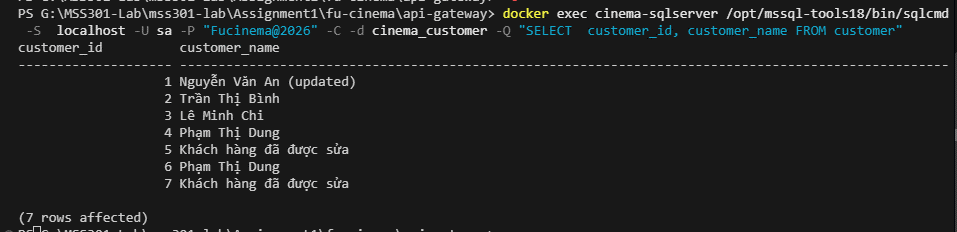 PS G:\MSS301-Lab\mss301-lab\Assignment1\fu-cinema\api-gateway> docker exec cinema-sqlserver /opt/mssql-tools18/bin/sqlcmd
-S  localhost -U sa -P "Fucinema@2026" -C -d cinema_customer -Q "SELECT  customer_id, customer_name FROM customer"
customer_id customer_name
-------------------- ----------------------------------------------------------------------------------------------------
1 Nguyễn Văn An (updated)
2 Trần Thị Bình
3 Lê Minh Chi
4 Phạm Thị Dung
5 Khách hàng đã được sửa
6 Phạm Thị Dung
7 Khách hàng đã được sửa
(7 rows affected)